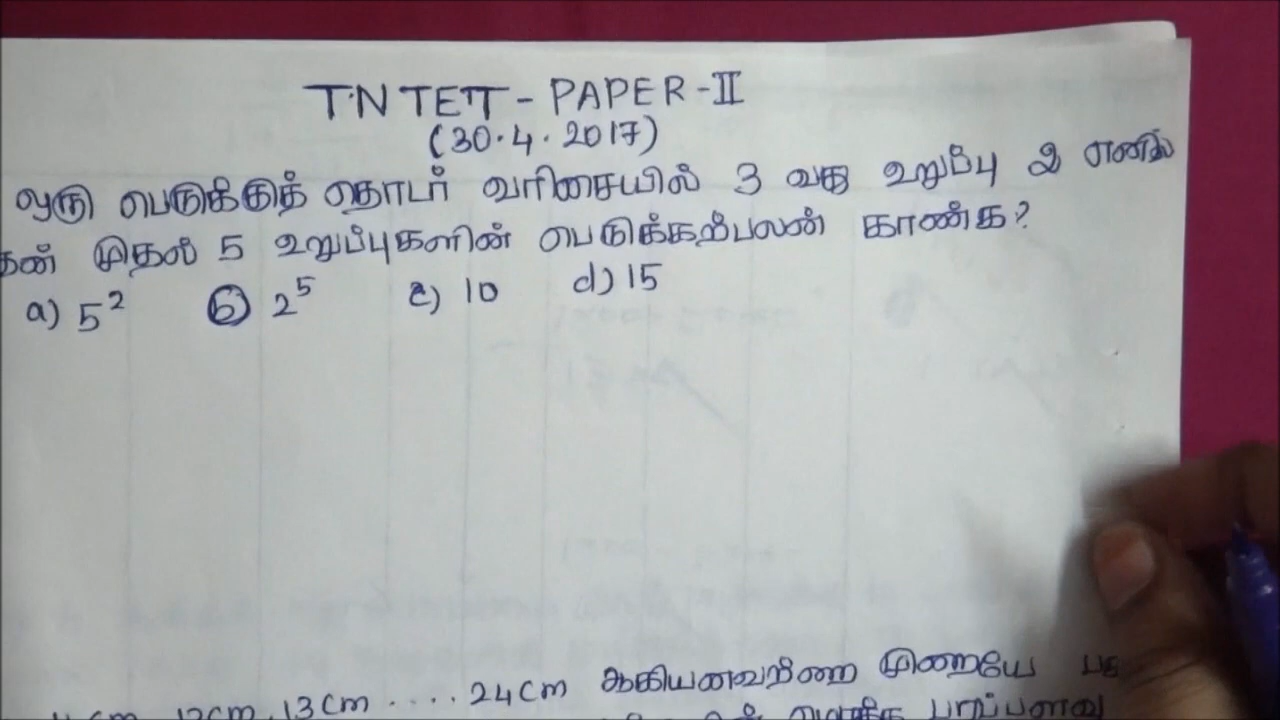 TNTET - PAPER - II
(30.4.2017)
ஒரு பெருக்குத் தொடர் வரிசையில் 3 வது உறுப்பு 2 எனில்
தன் முதல் 5 உறுப்புகளின் பெருக்கற்பலன் காண்க?
a) 5² b) 2⁵ c) 10 d) 15
ஆகியனவற்றை முறையே
cm, 12cm, 13cm .... 24cm